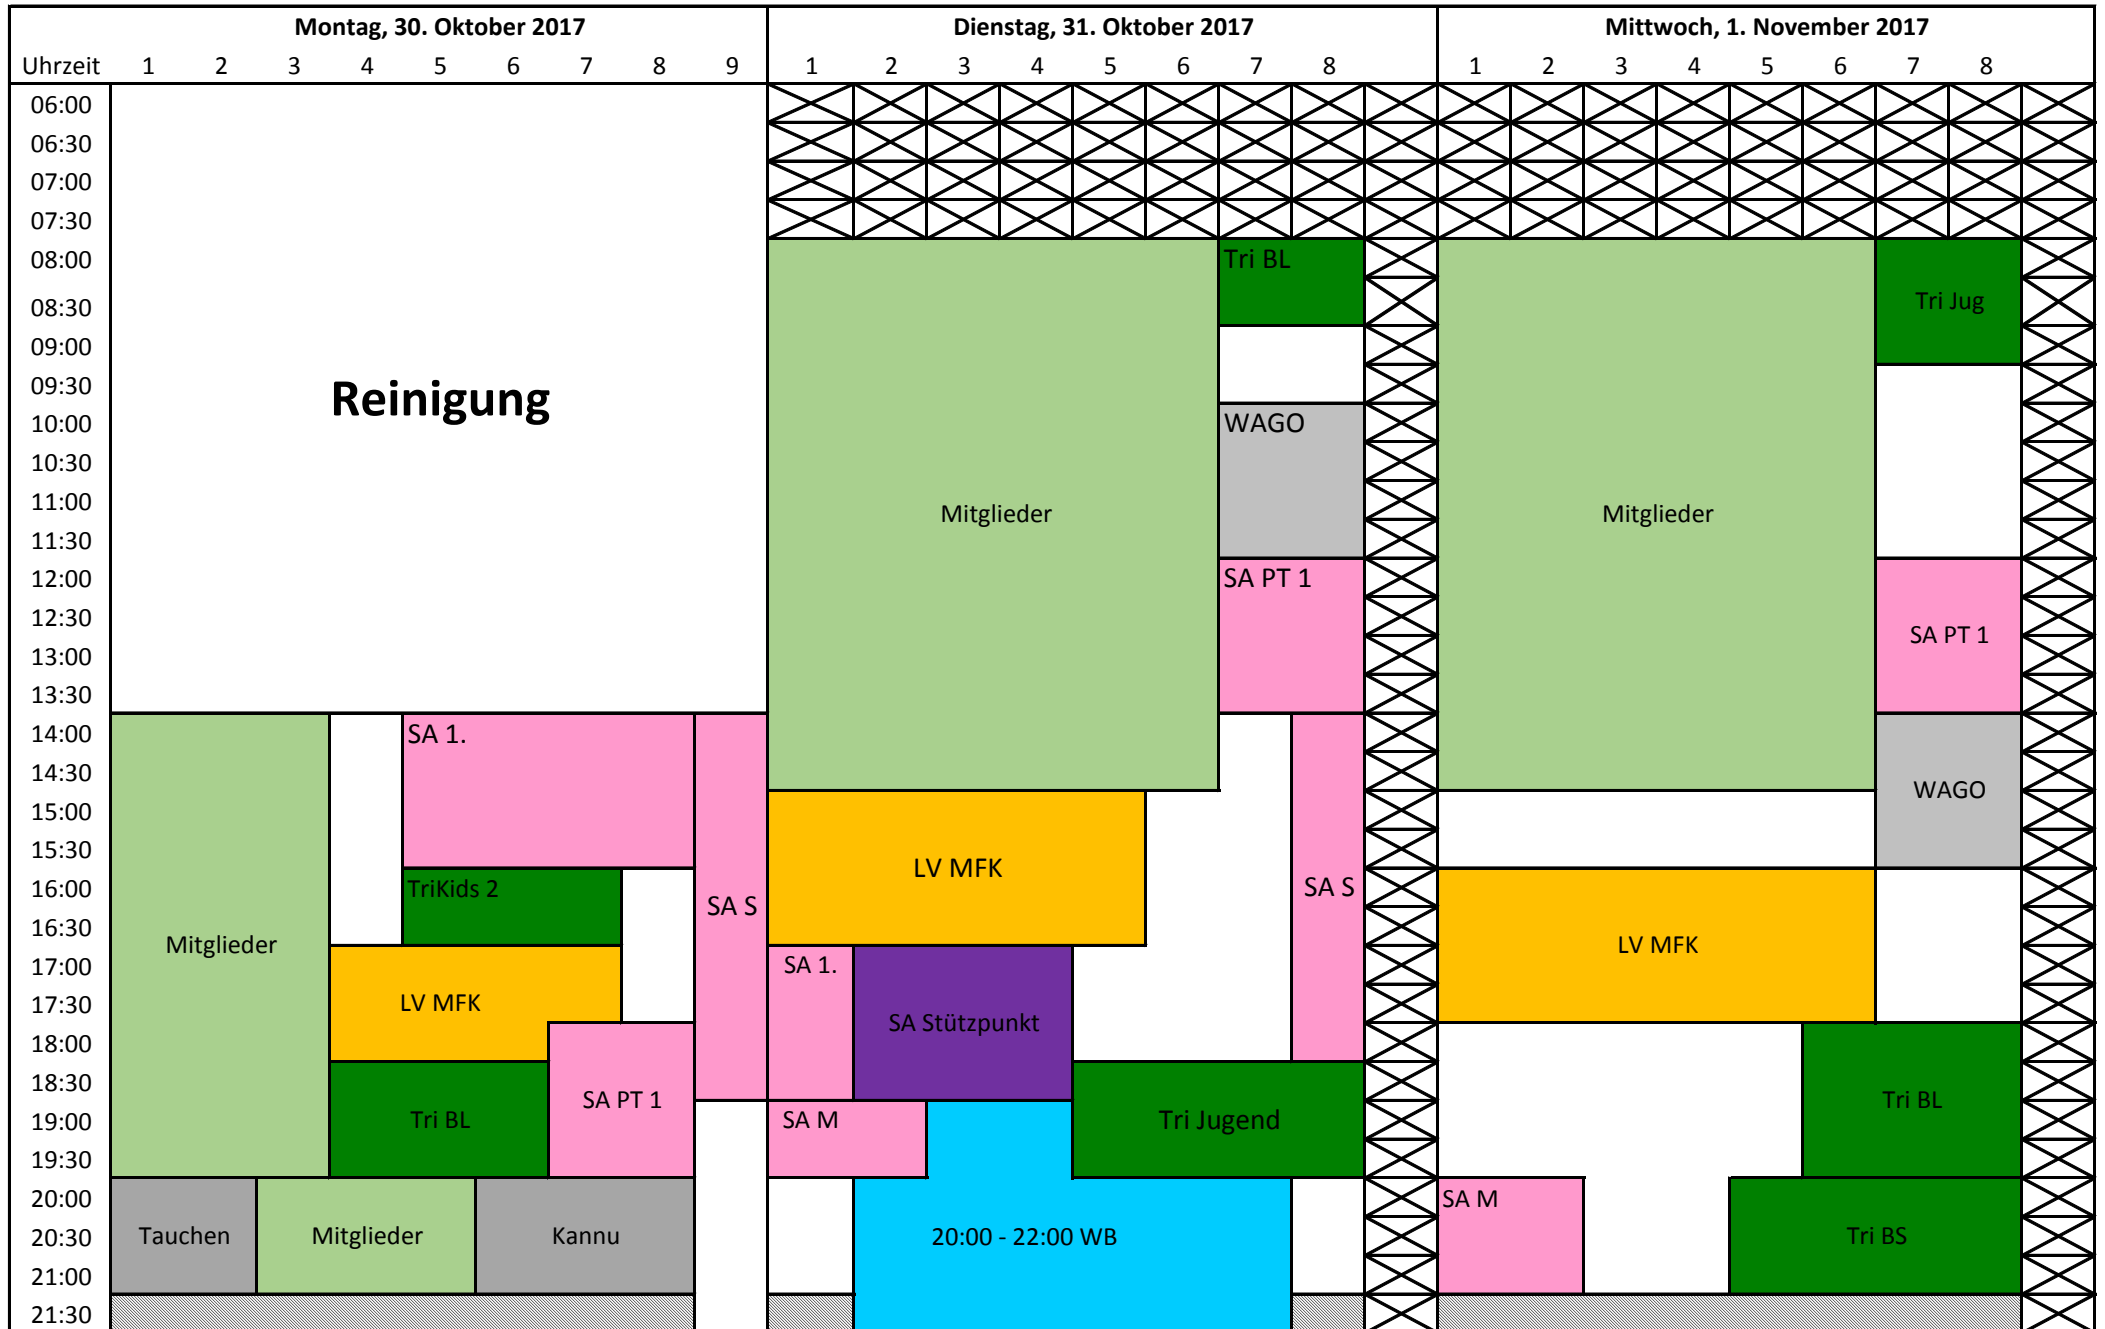 Montag, 30. Oktober 2017 Dienstag, 31. Oktober 2017 Mittwoch, 1. November 2017
Uhrzeit 1 2 3 4 5 6 7 8 9 1 2 3 4 5 6 7 8 1 2 3 4 5 6 7 8
06:00
06:30
07:00
07:30
08:00 Tri BL
08:30 Tri Jug
09:00
09:30 Reinigung
10:00 WAGO
10:30
11:00 Mitglieder Mitglieder
11:30
12:00 SA PT 1
12:30 SA PT 1
13:00
13:30
14:00 SA 1.
14:30 WAGO
15:00
15:30 LV MFK
16:00 TriKids 2 SA S SA S
16:30 Mitglieder LV MFK
17:00 SA 1.
17:30 LV MFK SA Stützpunkt
18:00
18:30 SA PT 1 Tri BL
19:00 Tri BL SA M Tri Jugend
19:30
20:00 SA M
20:30 Tauchen Mitglieder Kannu 20:00 - 22:00 WB Tri BS
21:00
21:30